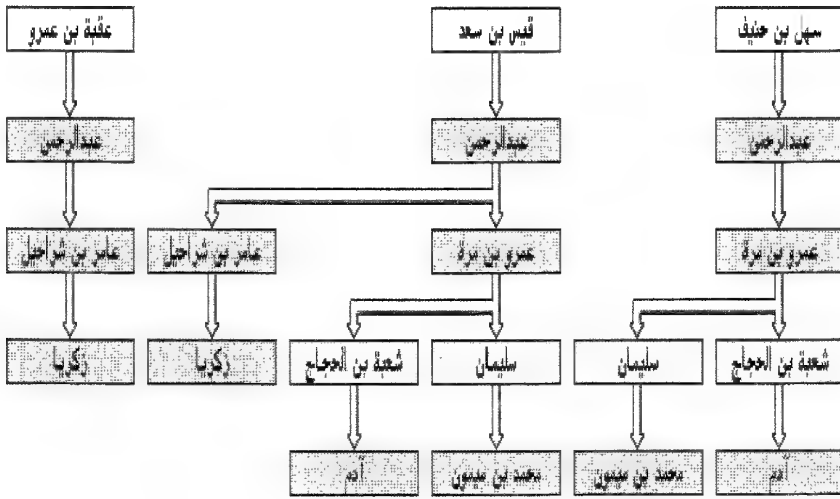 سهل بن حنيف
قيس بن سعد
عقبة بن عمرو
عبدالرحمن
عبدالرحمن
عبدالرحمن
عمرو بن مرة
عمرو بن مرة
عامر بن شراحيل
عامر بن شراحيل
شعبة بن الحجاج
سليمان
سليمان
شعبة بن الحجاج
زكريا
زكريا
آدم
محمد بن ميمون
محمد بن ميمون
آدم